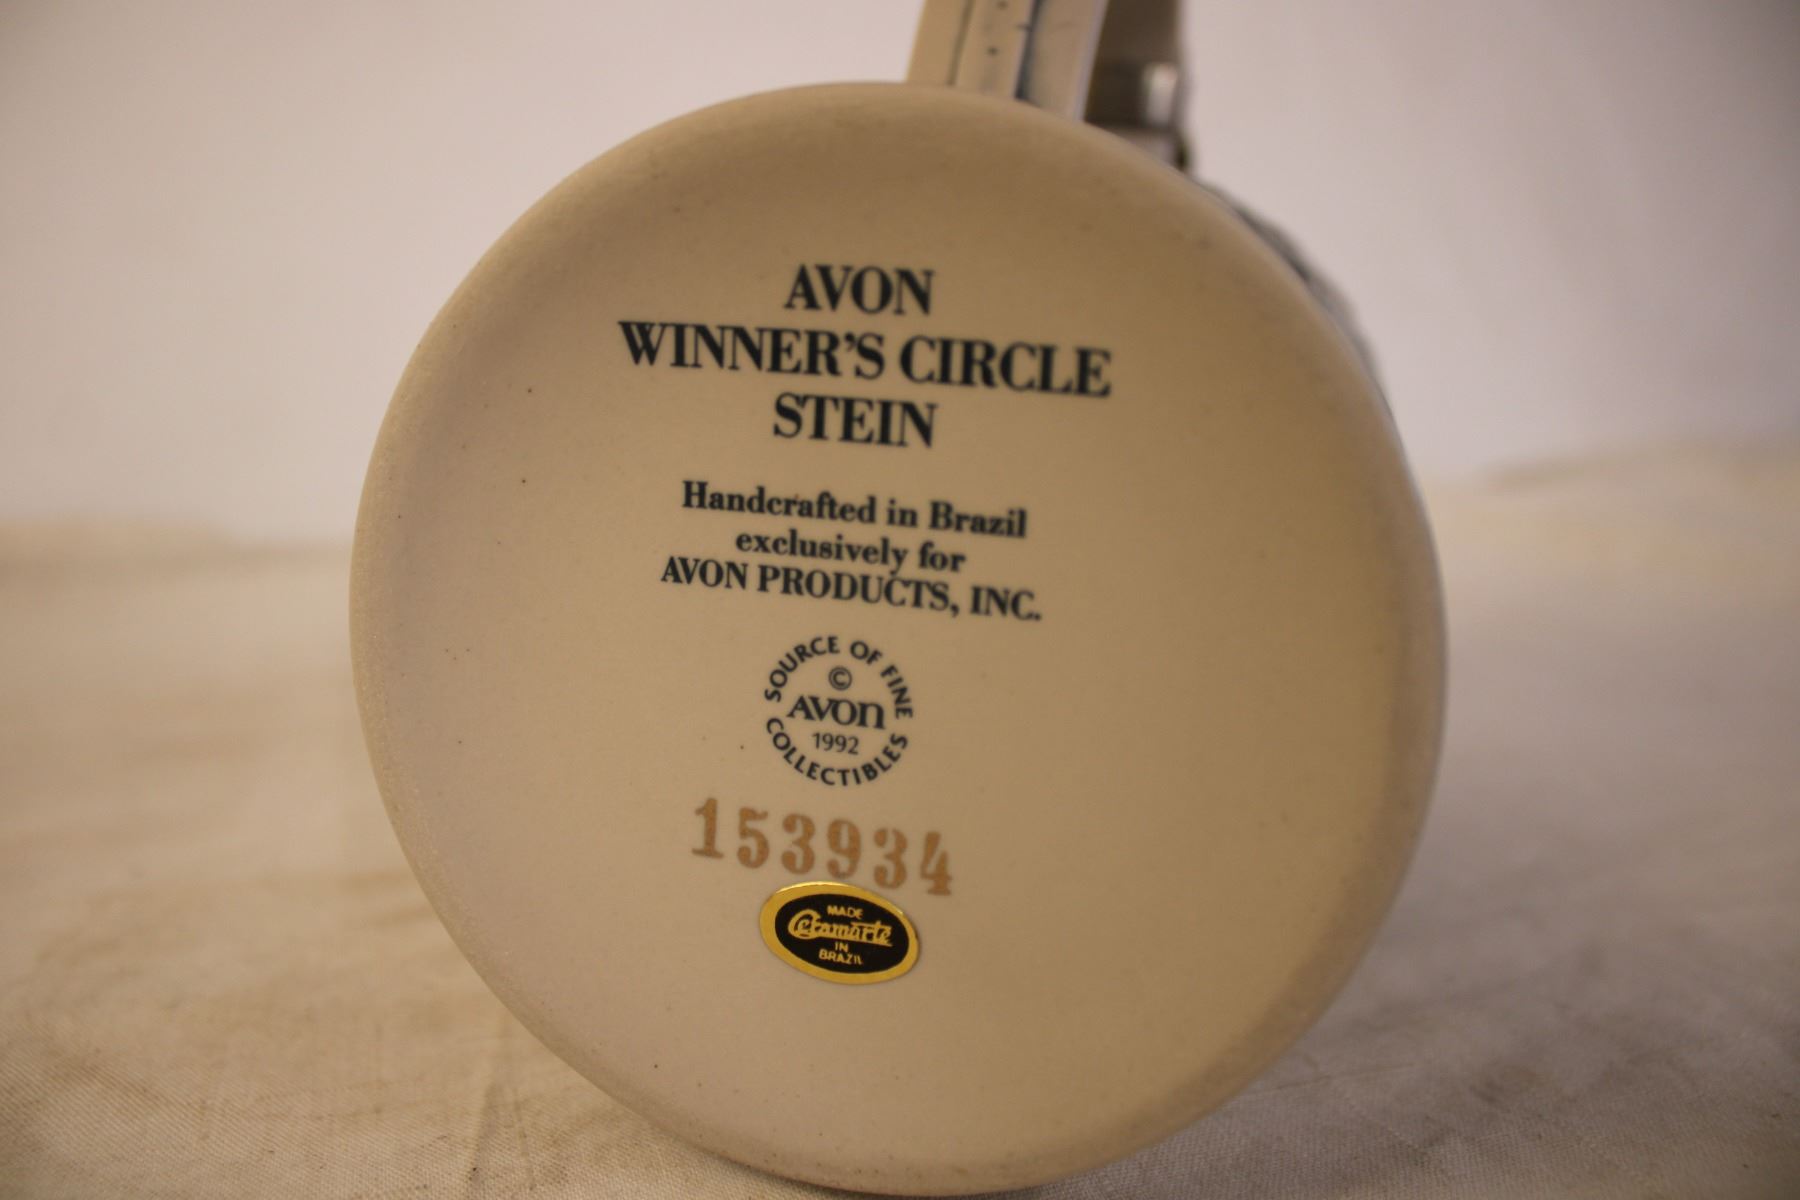 AVON
WINNER'S CIRCLE
STEIN
Handcrafted in Brazil
exclusively for
AVON PRODUCTS, INC.
SOURCE OF FINE
©
AVON
1992
COLLECTIBLES
153934
MADE
Ceramarte
IN
BRAZIL